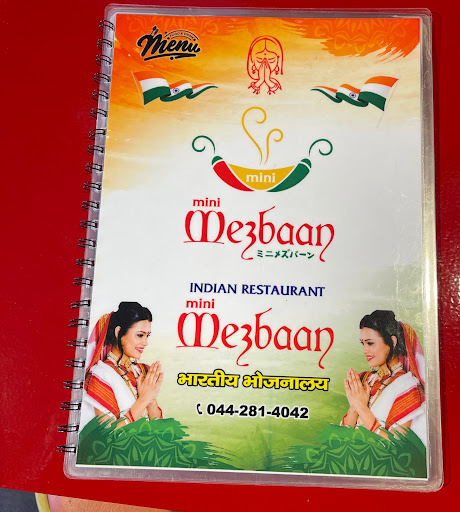 Menu
mini
mini
Mezbaan
ミニメズバーン
INDIAN RESTAURANT
mini
Mezbaan
भारतीय भोजनालय
044-281-4042